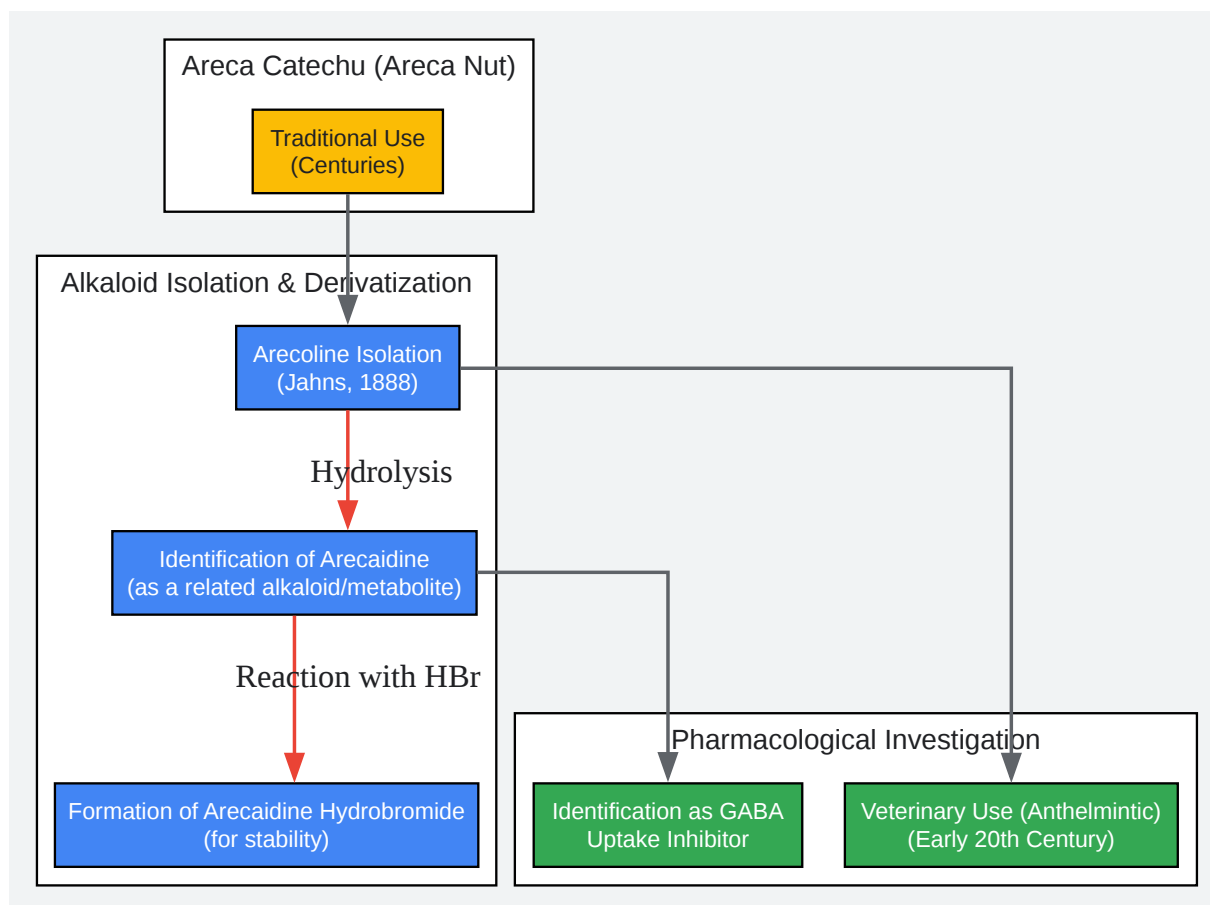 Areca Catechu (Areca Nut)
Traditional Use
(Centuries)
Alkaloid Isolation & Derivatization
Arecoline Isolation
(Jahns, 1888)
Hydrolysis
Identification of Arecaidine
(as a related alkaloid/metabolite)
Reaction with HBr
Formation of Arecaidine Hydrobromide
(for stability)
Pharmacological Investigation
Identification as GABA
Uptake Inhibitor
Veterinary Use (Anthelmintic)
(Early 20th Century)